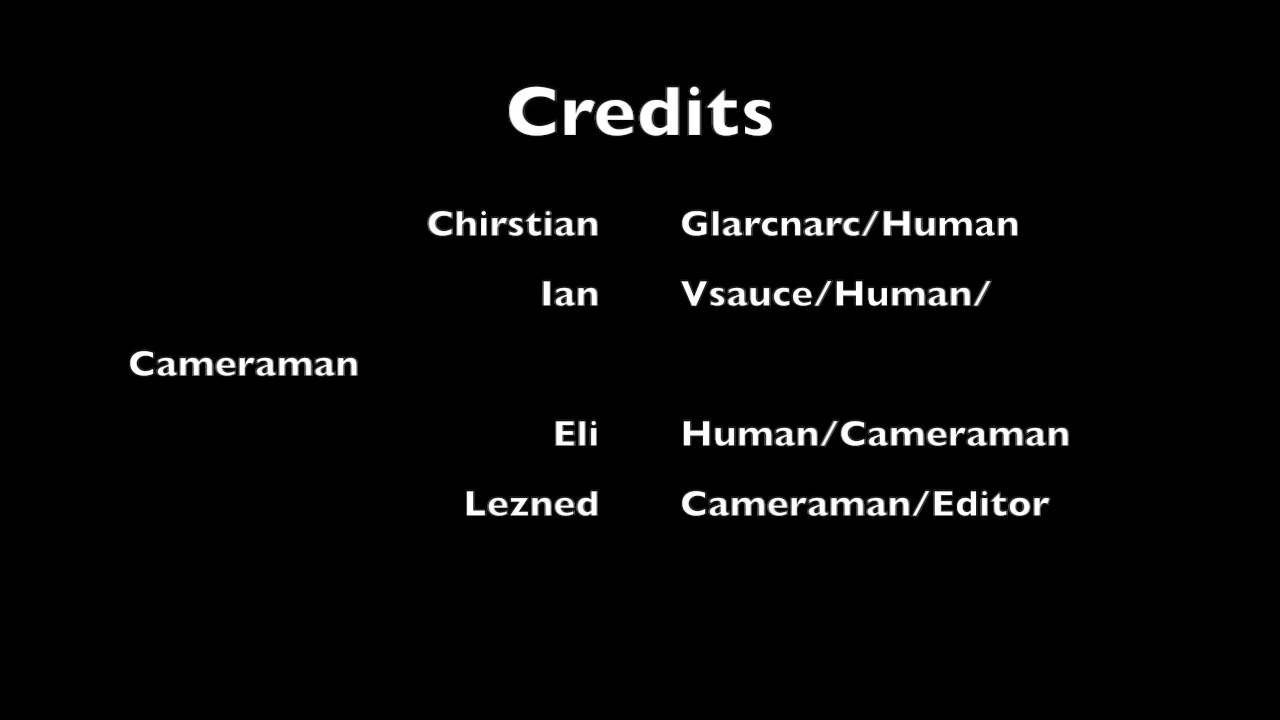 Credits
Chirstian Glarcnarc/Human
Ian Vsauce/Human/
Cameraman
Eli Human/Cameraman
Lezned Cameraman/Editor